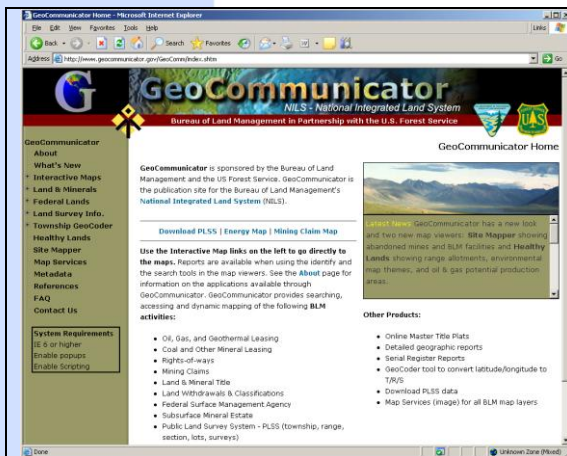 GeoCommunicator Home - Microsoft Internet Explorer
File Edit View Favorites Tools Help
Links
Back Search Favorites
Address http://www.geocommunicator.gov/GeoComm/index.shtm Go
G
GeoCommunicator
NILS - National Integrated Land System
Bureau of Land Management in Partnership with the U.S. Forest Service
UAS
GeoCommunicator Home
GeoCommunicator
About
What's New
Interactive Maps
Land & Minerals
Federal Lands
Land Survey Info.
Township GeoCoder
Healthy Lands
Site Mapper
Map Services
Metadata
References
FAQ
Contact Us
System Requirements
IE 6 or higher
Enable popups
Enable Scripting
GeoCommunicator is sponsored by the Bureau of Land
Management and the US Forest Service. GeoCommunicator is
the publication site for the Bureau of Land Management's
National Integrated Land System (NILS).
Download PLSS | Energy Map | Mining Claim Map
Use the Interactive Map links on the left to go directly to
the maps. Reports are available when using the identify and
the search tools in the map viewers. See the About page for
information on the applications available through
GeoCommunicator. GeoCommunicator provides searching,
accessing and dynamic mapping of the following BLM
activities:
• Oil, Gas, and Geothermal Leasing
• Coal and Other Mineral Leasing
• Rights-of-ways
• Mining Claims
• Land & Mineral Title
• Land Withdrawals & Classifications
• Federal Surface Management Agency
• Subsurface Mineral Estate
• Public Land Survey System - PLSS (township, range,
section, lots, surveys)
Latest News GeoCommunicator has a new look
and two new map viewers: Site Mapper showing
abandoned mines and BLM facilities and Healthy
Lands showing range allotments, environmental
map themes, and oil & gas potential production
areas.
Other Products:
• Online Master Title Plats
• Detailed geographic reports
• Serial Register Reports
• GeoCoder tool to convert latitude/longitude to
T/R/S
• Download PLSS data
• Map Services (image) for all BLM map layers
Done
Unknown Zone (Mixed)